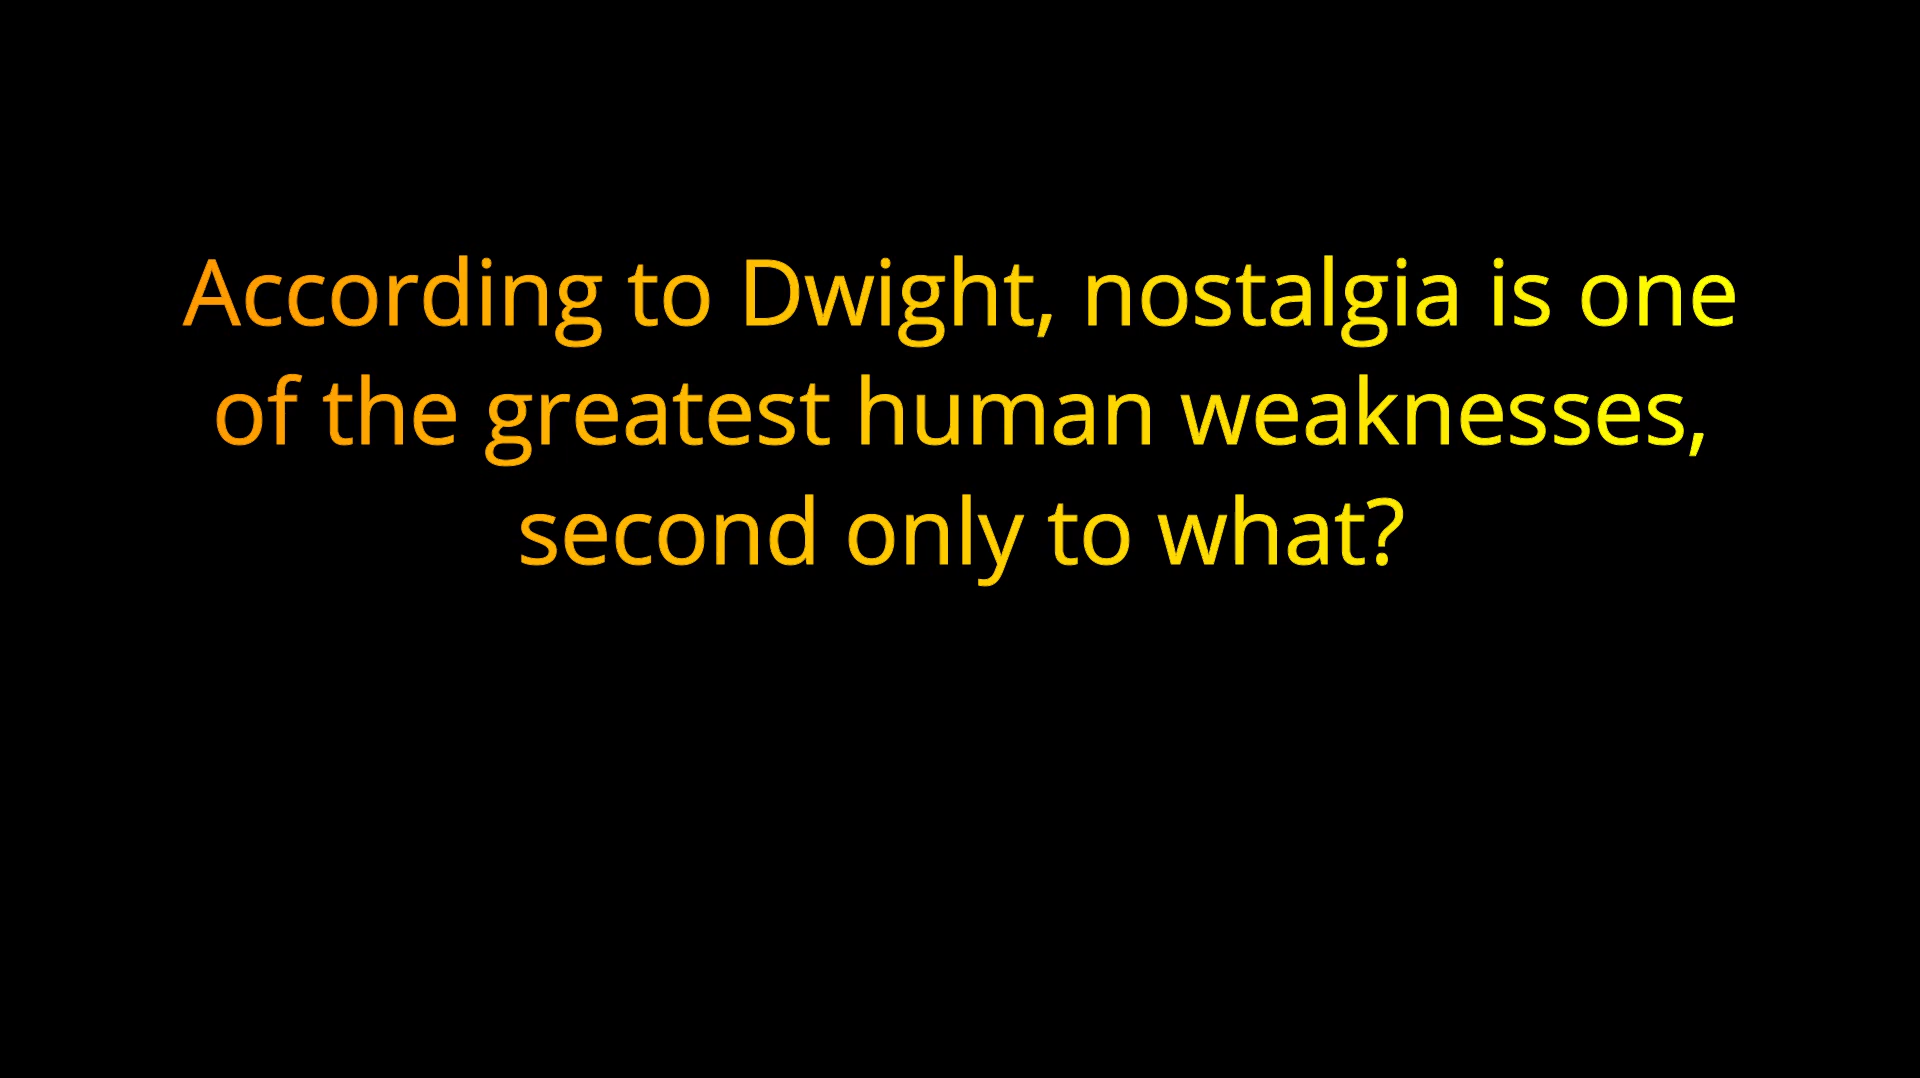 According to Dwight, nostalgia is one
of the greatest human weaknesses,
second only to what?